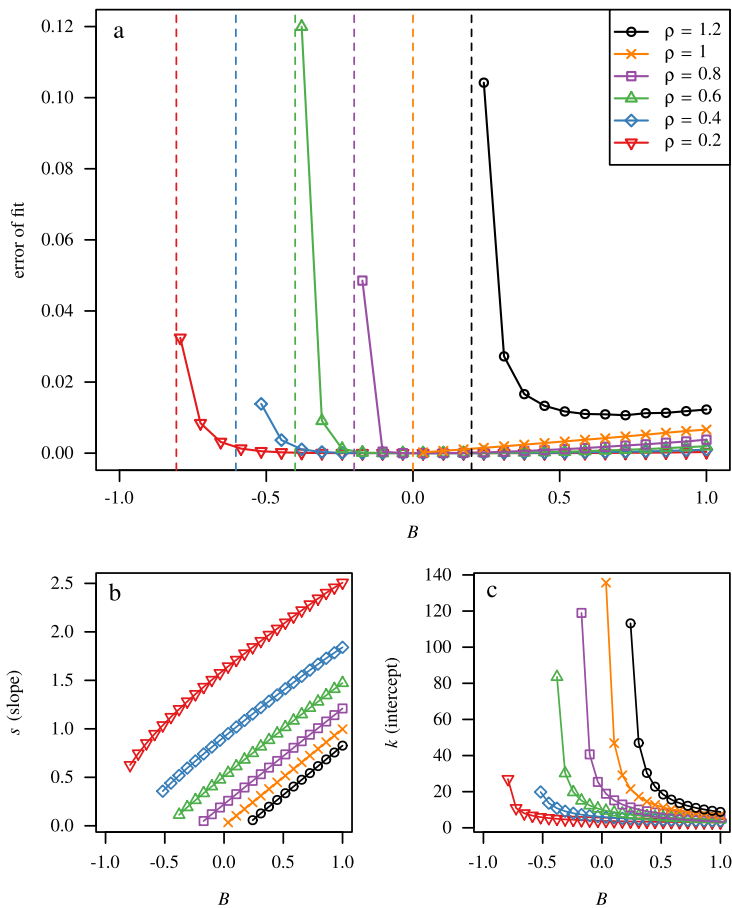 a
0.12
0.10
0.08
0.06
0.04
0.02
0.00
error of fit
-1.0
-0.5
0.0
0.5
1.0
B
ρ = 1.2
ρ = 1
ρ = 0.8
ρ = 0.6
ρ = 0.4
ρ = 0.2
b
2.5
2.0
1.5
1.0
0.5
0.0
s (slope)
-1.0
-0.5
0.0
0.5
1.0
B
c
140
120
100
80
60
40
20
0
k (intercept)
-1.0
-0.5
0.0
0.5
1.0
B